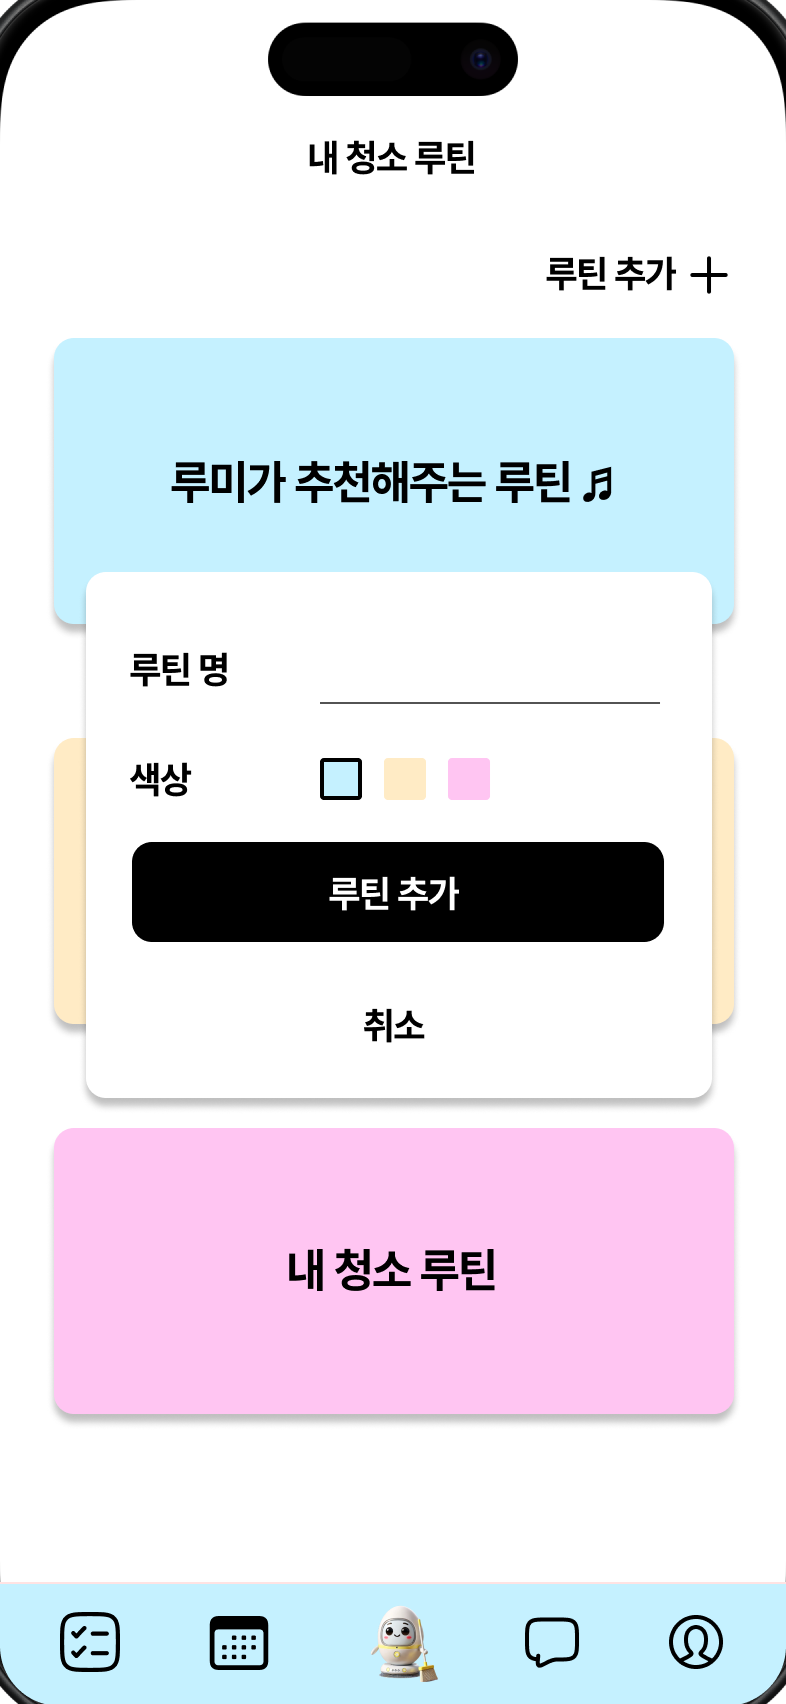 내 청소 루틴
루틴 추가
루미가 추천해주는 루틴 ♬
루틴 명
색상
루틴 추가
취소
내 청소 루틴